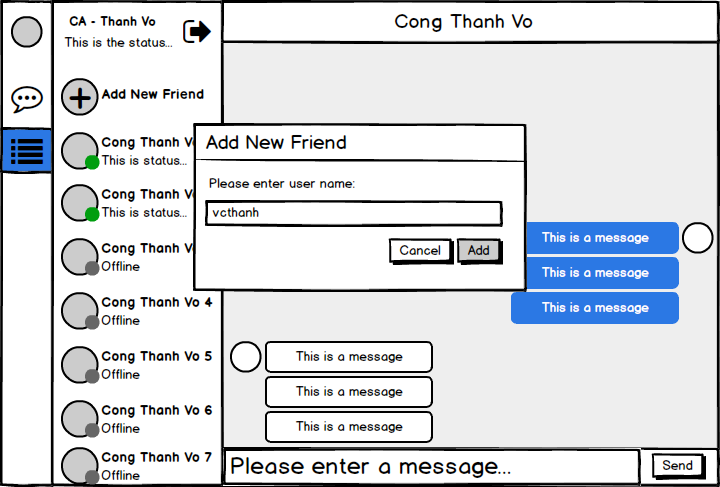 CA - Thanh Vo
This is the status...
Cong Thanh Vo
Add New Friend
Cong Thanh V
This is status...
Cong Thanh V
This is status...
Cong Thanh V
Offline
Cong Thanh Vo 4
Offline
Cong Thanh Vo 5
Offline
Cong Thanh Vo 6
Offline
Cong Thanh Vo 7
Offline
Add New Friend
Please enter user name:
vcthanh
Cancel
Add
This is a message
This is a message
This is a message
This is a message
This is a message
This is a message
Please enter a message...
Send